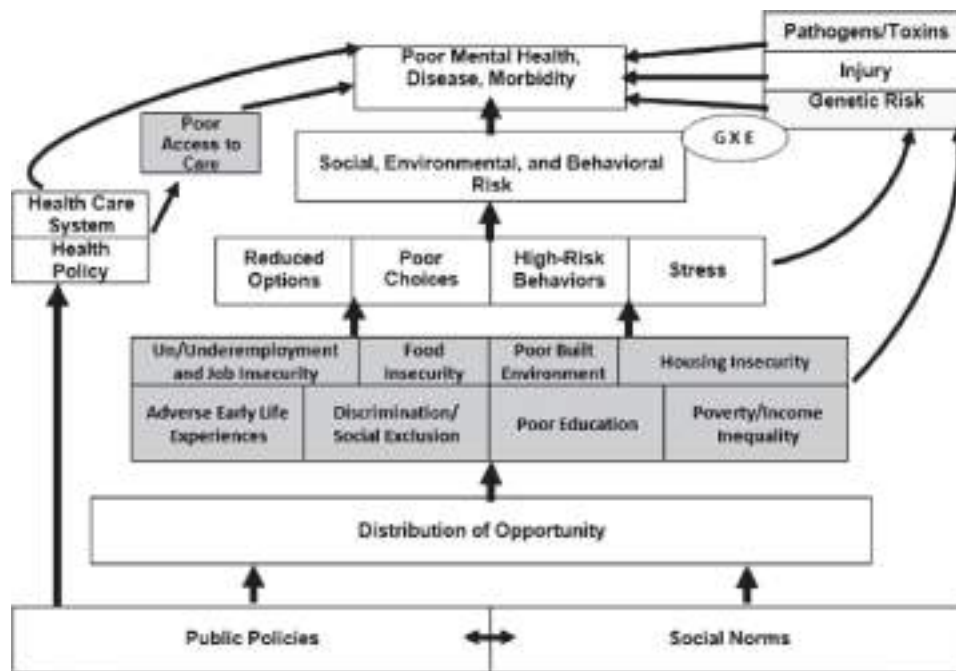 Pathogens/Toxins
Poor Mental Health,
Disease, Morbidity
Injury
Genetic Risk
G X E
Poor
Access to
Care
Social, Environmental, and Behavioral
Risk
Health Care
System
Health
Policy
Reduced
Options
Poor
Choices
High-Risk
Behaviors
Stress
Un/Underemployment
and Job Insecurity
Food
Insecurity
Poor Built
Environment
Housing Insecurity
Adverse Early Life
Experiences
Discrimination/
Social Exclusion
Poor Education
Poverty/Income
Inequality
Distribution of Opportunity
Public Policies
Social Norms